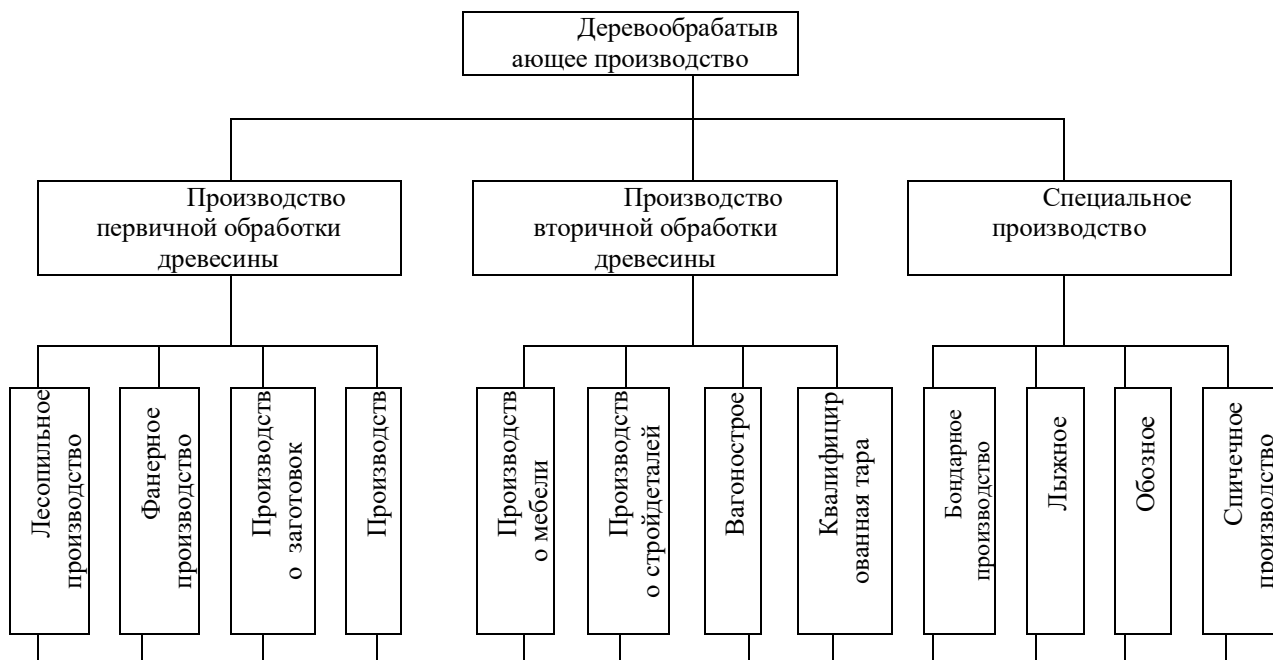 Деревообрабатыв
ающее производство
Производство
первичной обработки
древесины
Производство
вторичной обработки
древесины
Специальное
производство
Лесопильное
производство
Фанерное
производство
Производств
о заготовок
Производств
Производств
о мебели
Производств
о стройдеталей
Вагонострое
Квалифицир
ованная тара
Бондарное
производство
Лыжное
Обозное
Спичечное
производство